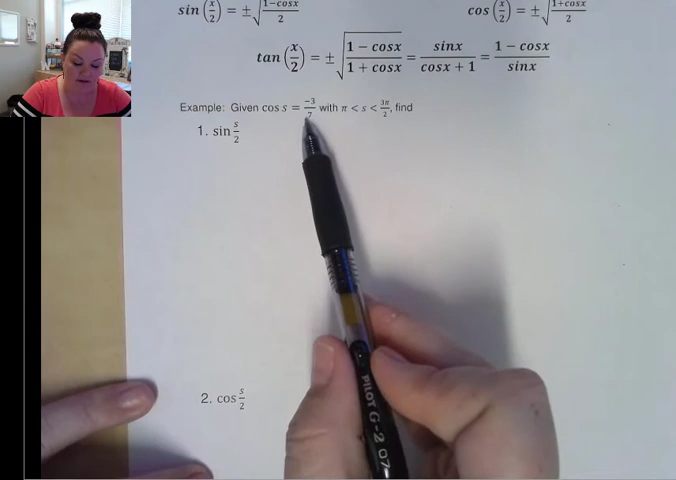 sin (x/2) = ±√(1−cosx)/2 cos (x/2) = ±√(1+cosx)/2
tan (x/2) = ±√(1 − cosx)/(1 + cosx) = sinx/(cosx + 1) = (1 − cosx)/sinx
Example: Given cos s = −3/7 with π < s < 3π/2, find
1. sin s/2
2. cos s/2
PILOT G-2 07